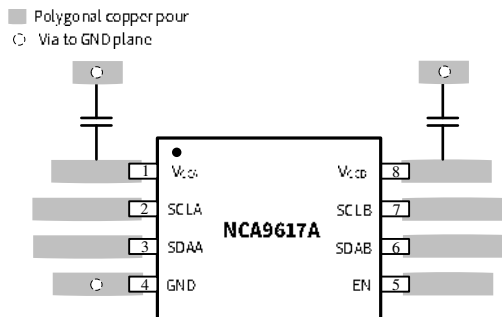 Polygonal copper pour
Via to GND plane
1 VCCA VCCB 8
2 SCLA SCLB 7
NCA9617A
3 SDAA SDAB 6
4 GND EN 5